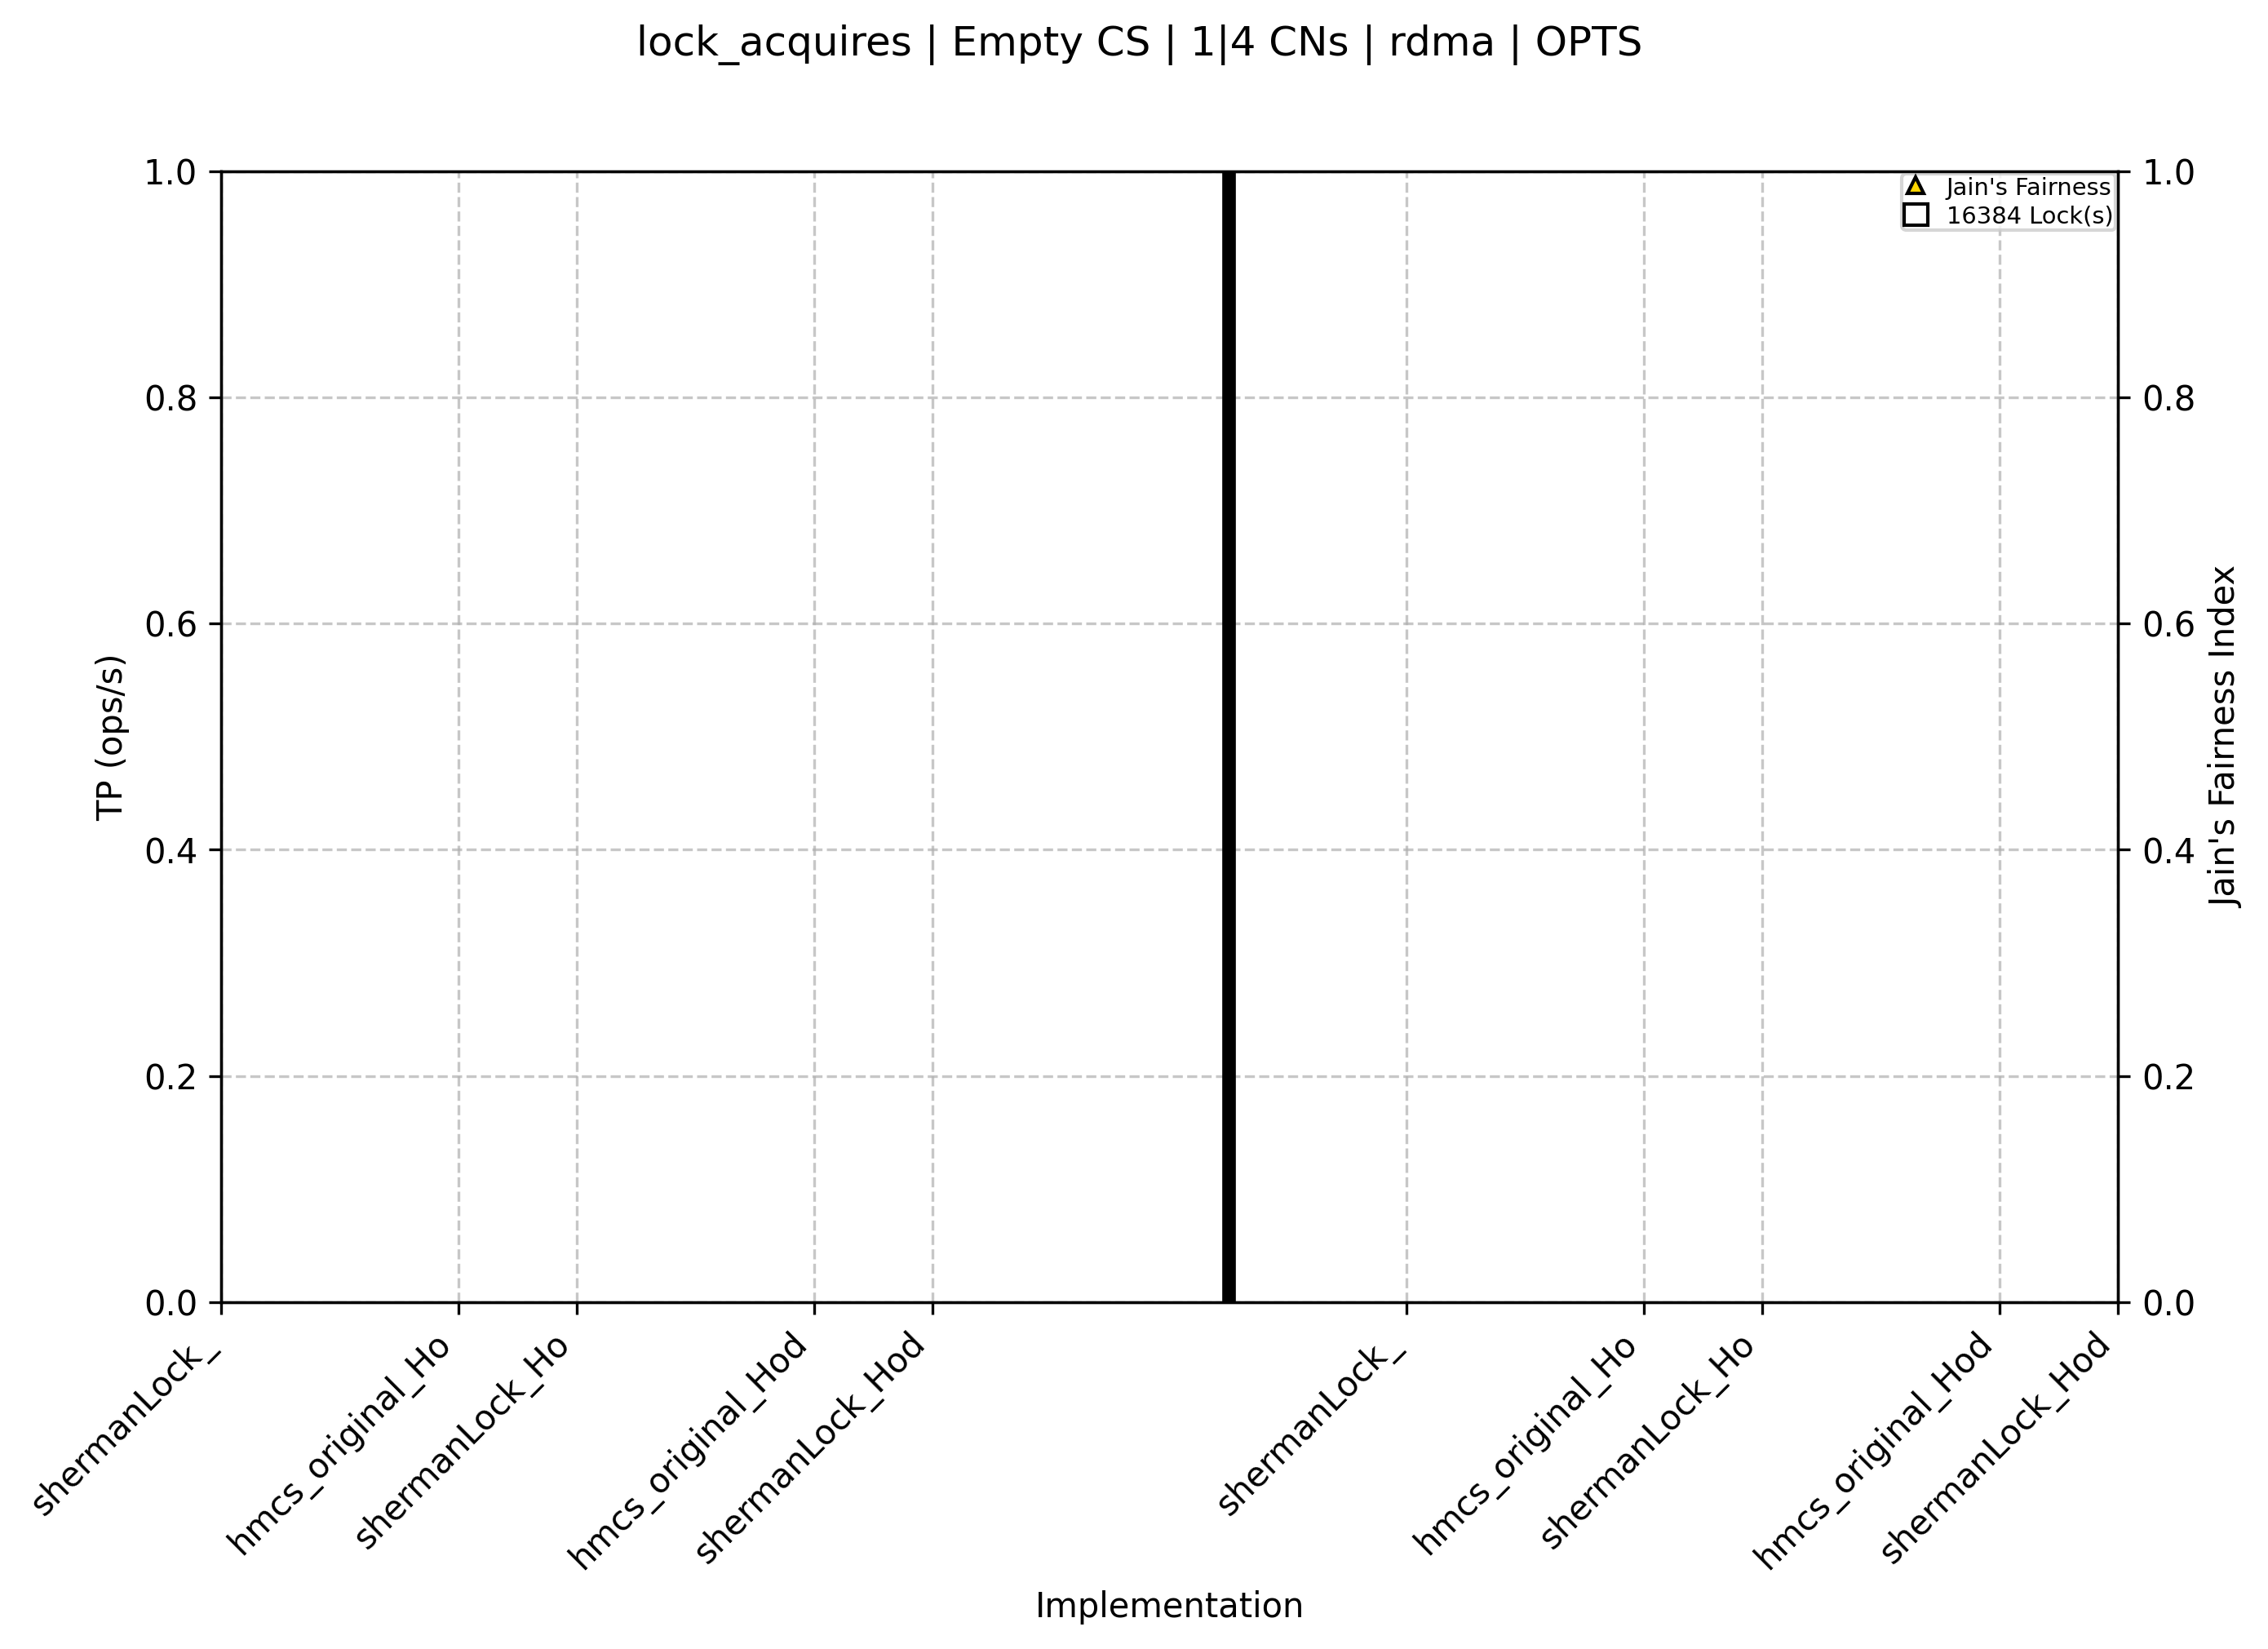 lock_acquires | Empty CS | 1|4 CNs | rdma | OPTS
Jain's Fairness
16384 Lock(s)
TP (ops/s)
1.0
0.8
0.6
0.4
0.2
0.0
1.0
0.8
0.6
0.4
0.2
0.0
Jain's Fairness Index
shermanLock_
hmcs_original_Ho
shermanLock_Ho
hmcs_original_Hod
shermanLock_Hod
shermanLock_
hmcs_original_Ho
shermanLock_Ho
hmcs_original_Hod
shermanLock_Hod
Implementation